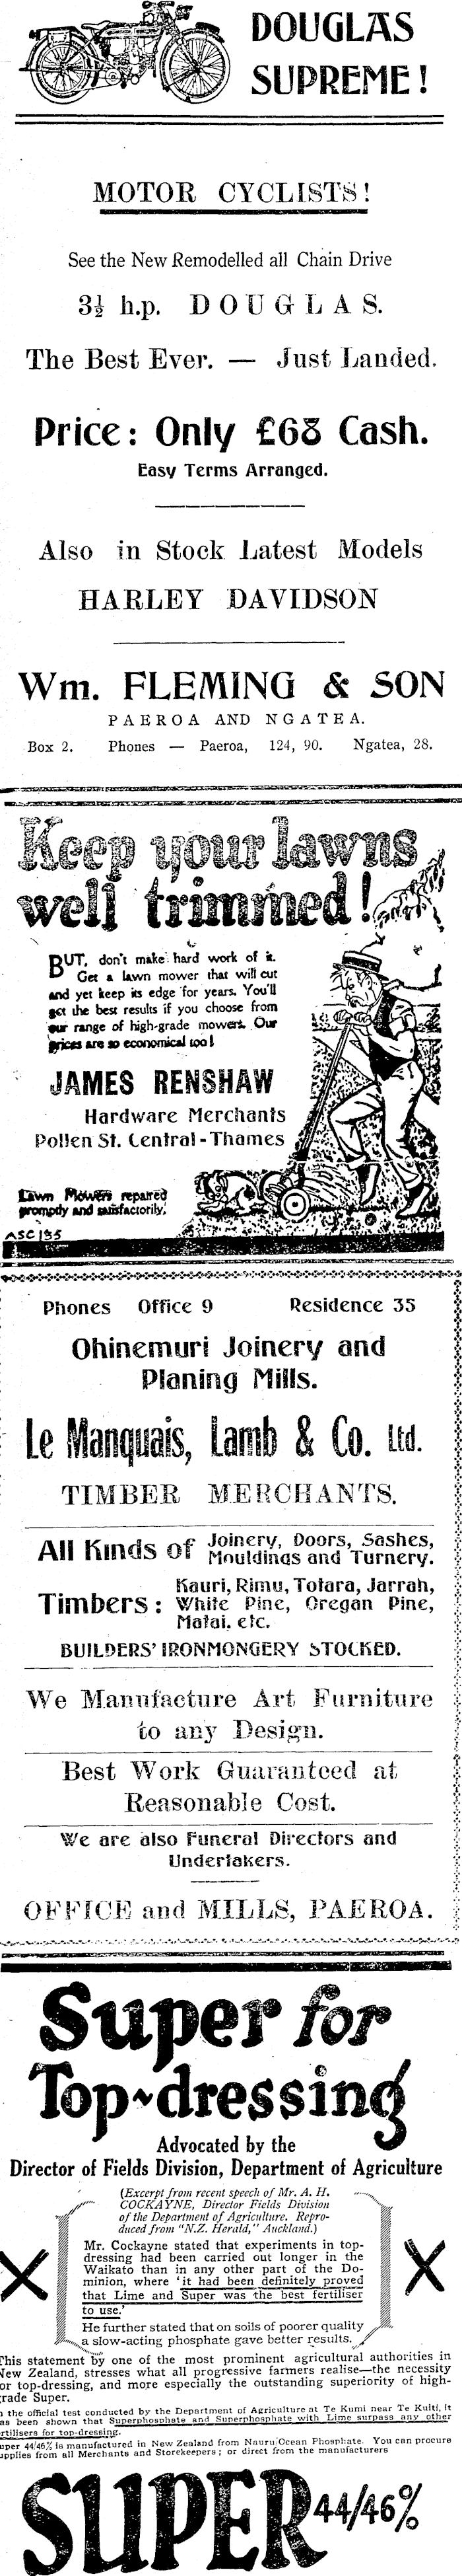 DOUGLAS
SUPREME!
MOTOR CYCLISTS!
See the New Remodelled all Chain Drive
3½ h.p. DOUGLAS.
The Best Ever. — Just Landed.
Price: Only £68 Cash.
Easy Terms Arranged.
Also in Stock Latest Models
HARLEY DAVIDSON
Wm. FLEMING & SON
PAEROA AND NGATEA.
Box 2. Phones — Paeroa, 124, 90. Ngatea, 28.
Keep your lawns
well trimmed!
BUT, don't make hard work of it.
Get a lawn mower that will cut
and yet keep its edge for years. You'll
get the best results if you choose from
our range of high-grade mowers. Our
prices are so economical too!
JAMES RENSHAW
Hardware Merchants
Pollen St. Central - Thames
Lawn Mowers repaired
promptly and satisfactorily.
ASC 135
Phones Office 9 Residence 35
Ohinemuri Joinery and
Planing Mills.
Le Manquais, Lamb & Co. Ltd.
TIMBER MERCHANTS.
All Kinds of Joinery, Doors, Sashes,
Mouldings and Turnery.
Timbers: Kauri, Rimu, Totara, Jarrah,
White Pine, Oregan Pine,
Matai, etc.
BUILDERS' IRONMONGERY STOCKED.
We Manufacture Art Furniture
to any Design.
Best Work Guaranteed at
Reasonable Cost.
We are also Funeral Directors and
Undertakers.
OFFICE and MILLS, PAEROA.
Super for
Top-dressing
Advocated by the
Director of Fields Division, Department of Agriculture
(Excerpt from recent speech of Mr. A. H.
COCKAYNE, Director Fields Division
of the Department of Agriculture. Repro-
duced from "N.Z. Herald," Auckland.)
Mr. Cockayne stated that experiments in top-
dressing had been carried out longer in the
Waikato than in any other part of the Do-
minion, where 'it had been definitely proved
that Lime and Super was the best fertiliser
to use.'
He further stated that on soils of poorer quality
a slow-acting phosphate gave better results.
This statement by one of the most prominent agricultural authorities in
New Zealand, stresses what all progressive farmers realise—the necessity
for top-dressing, and more especially the outstanding superiority of high-
grade Super.
n the official test conducted by the Department of Agriculture at Te Kumi near Te Kuiti, it
as been shown that Superphosphate and Superphosphate with Lime surpass any other
rtilisers for top-dressing.
uper 44/46% is manufactured in New Zealand from Nauru/Ocean Phosphate. You can procure
upplies from all Merchants and Storekeepers; or direct from the manufacturers
SUPER 44/46%